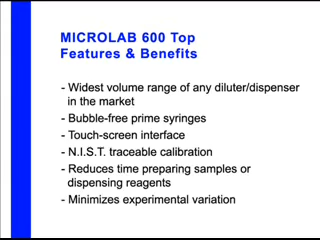 MICROLAB 600 Top
Features & Benefits
- Widest volume range of any diluter/dispenser
in the market
- Bubble-free prime syringes
- Touch-screen interface
- N.I.S.T. traceable calibration
- Reduces time preparing samples or
dispensing reagents
- Minimizes experimental variation